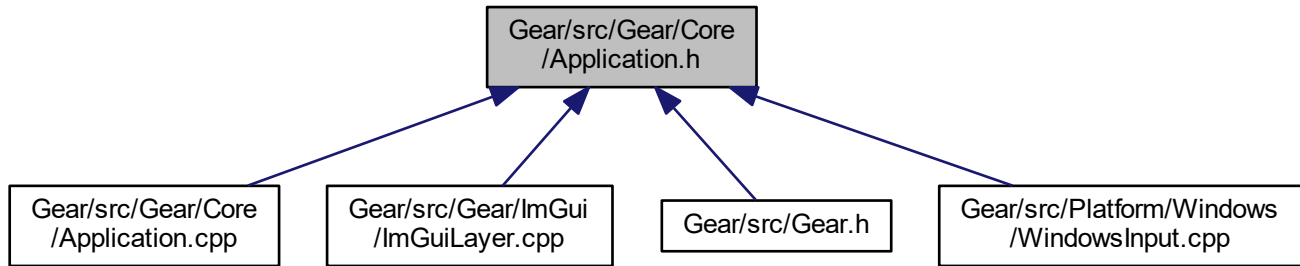 Gear/src/Gear/Core
/Application.h
Gear/src/Gear/Core
/Application.cpp
Gear/src/Gear/ImGui
/ImGuiLayer.cpp
Gear/src/Gear.h
Gear/src/Platform/Windows
/WindowsInput.cpp